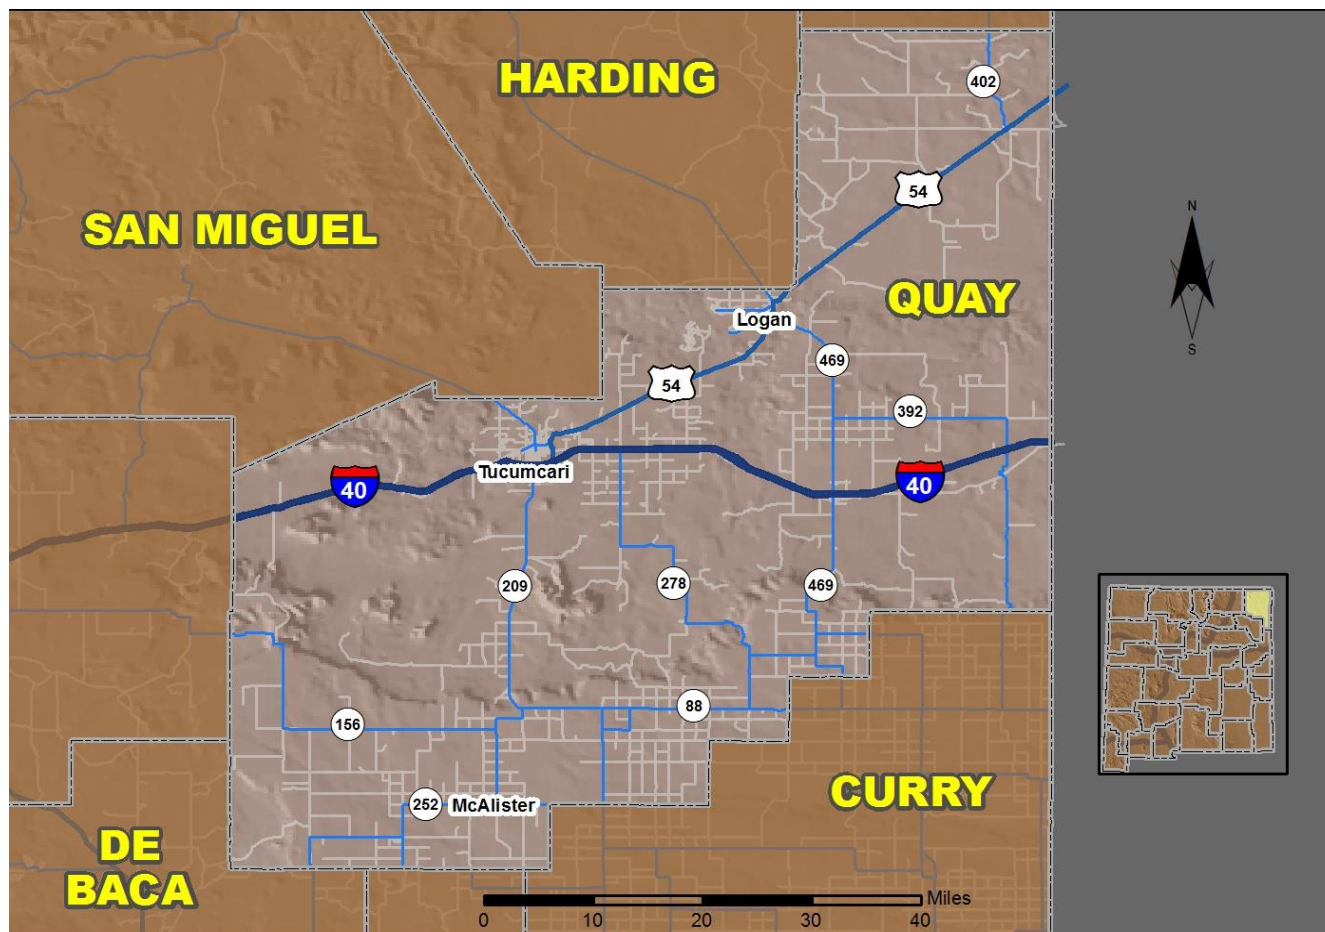 HARDING
402
54
SAN MIGUEL
N
QUAY
Logan
S
469
54
392
Tucumcari
40
40
209
278
469
88
156
252
McAlister
CURRY
DE
BACA
Miles
0 10 20 30 40